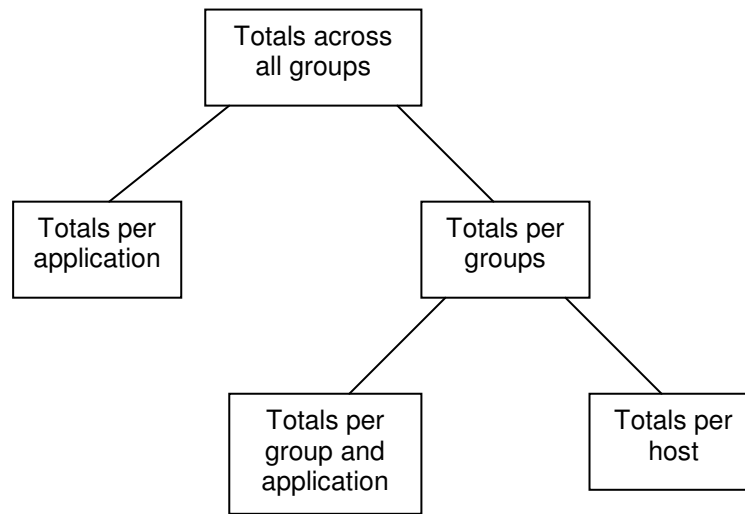 Totals across
all groups
Totals per
application
Totals per
groups
Totals per
group and
application
Totals per
host